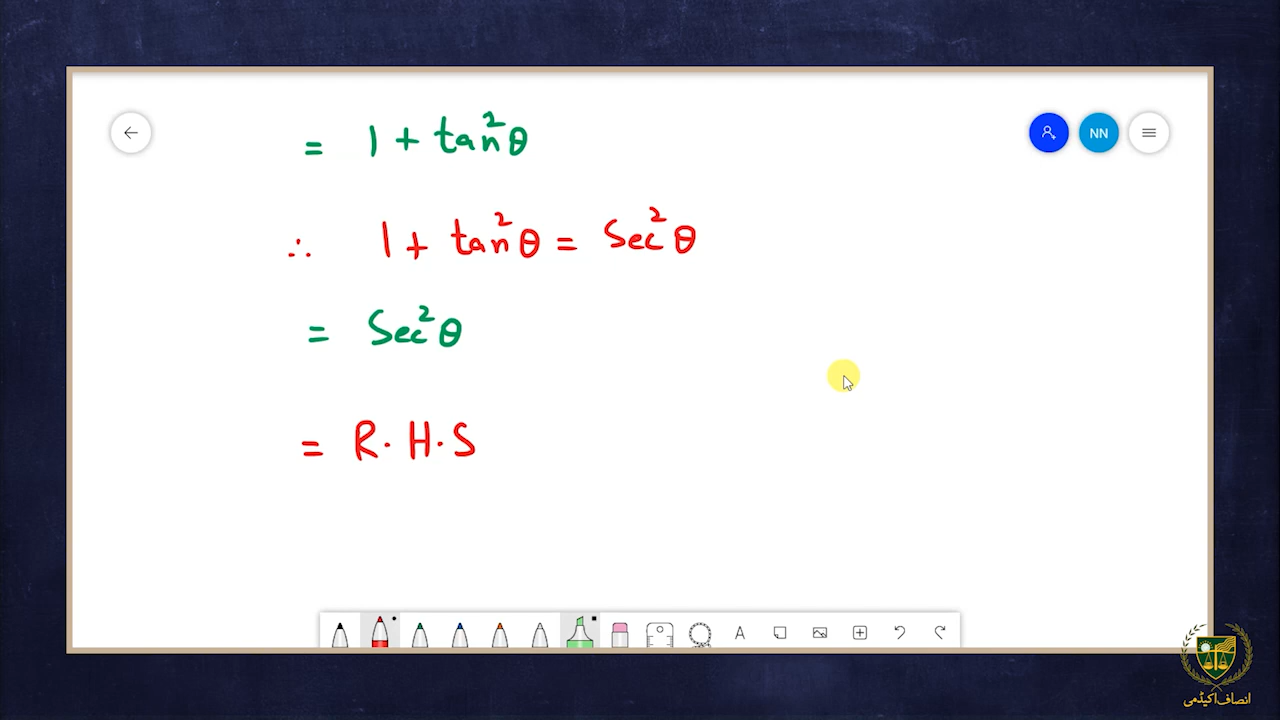 = 1 + tan²θ
NN
∴ 1 + tan²θ = Sec²θ
= Sec²θ
= R.H.S
A
انصاف اکیڈمی